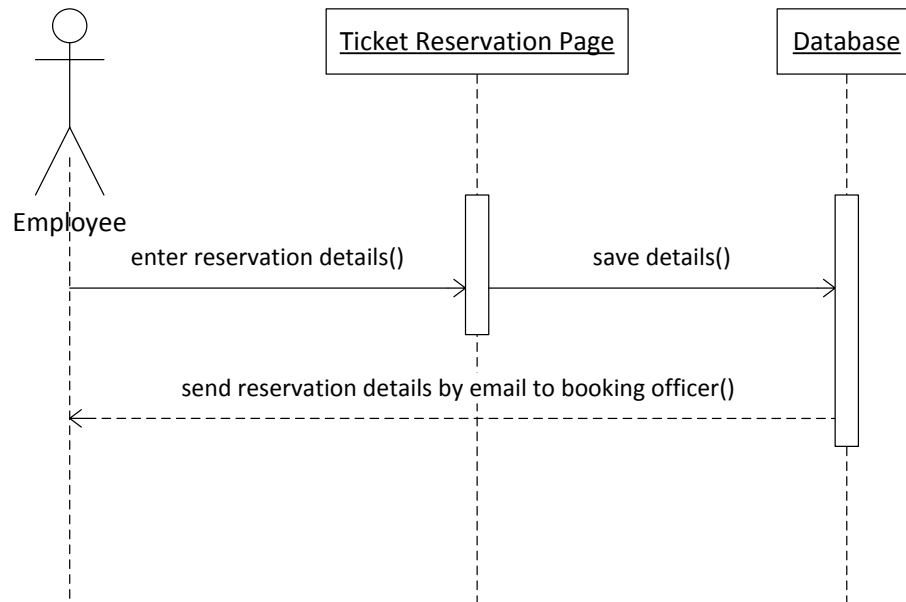 Ticket Reservation Page
Database
Employee
enter reservation details()
save details()
send reservation details by email to booking officer()